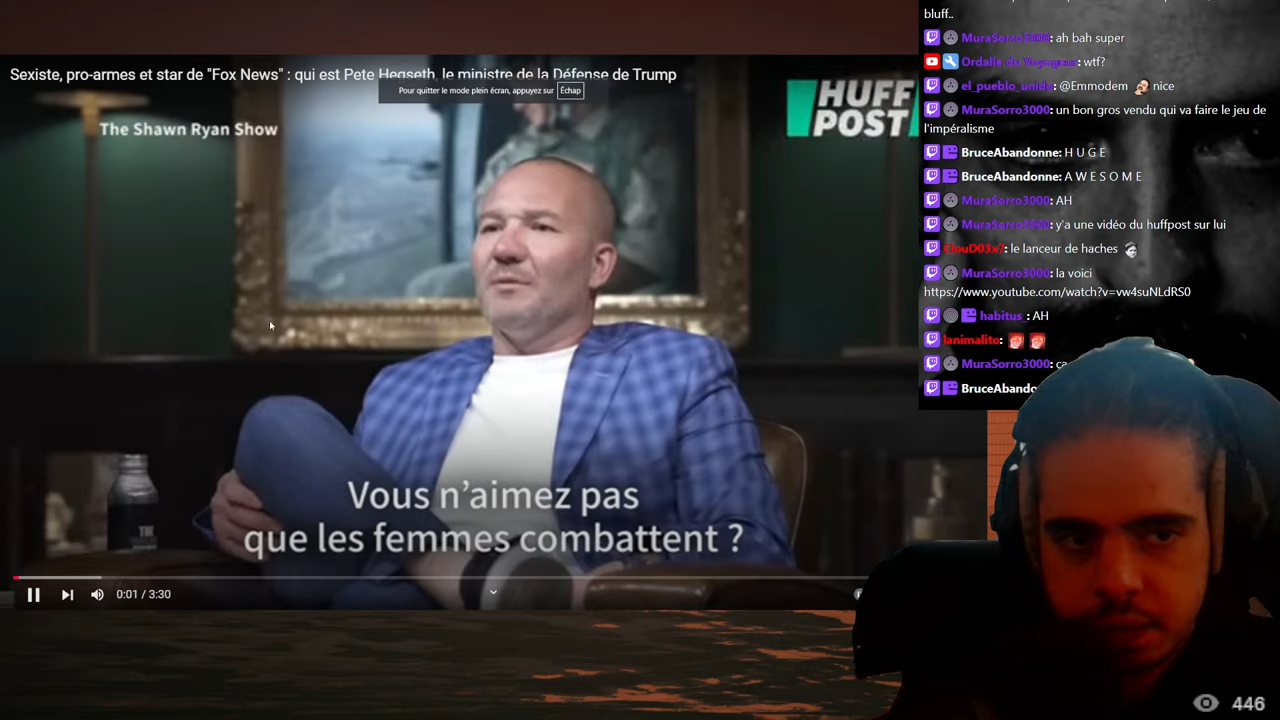 Sexiste, pro-armes et star de "Fox News" : qui est Pete Hegseth, le ministre de la Défense de Trump
Pour quitter le mode plein écran, appuyez sur Échap
The Shawn Ryan Show
HUFF
POST
Vous n'aimez pas
que les femmes combattent ?
THE
0:01 / 3:30
bluff..
MuraSorro3000: ah bah super
Ordalie du Voyageur: wtf?
el_pueblo_unido: @Emmodem nice
MuraSorro3000: un bon gros vendu qui va faire le jeu de
l'impéralisme
BruceAbandonne: H U G E
BruceAbandonne: A W E S O M E
MuraSorro3000: AH
MuraSorro3000: y'a une vidéo du huffpost sur lui
ClouD03x7: le lanceur de haches
MuraSorro3000: la voici
https://www.youtube.com/watch?v=vw4suNLdRS0
habitus : AH
lanimalito:
MuraSorro3000: ca
BruceAbando
446